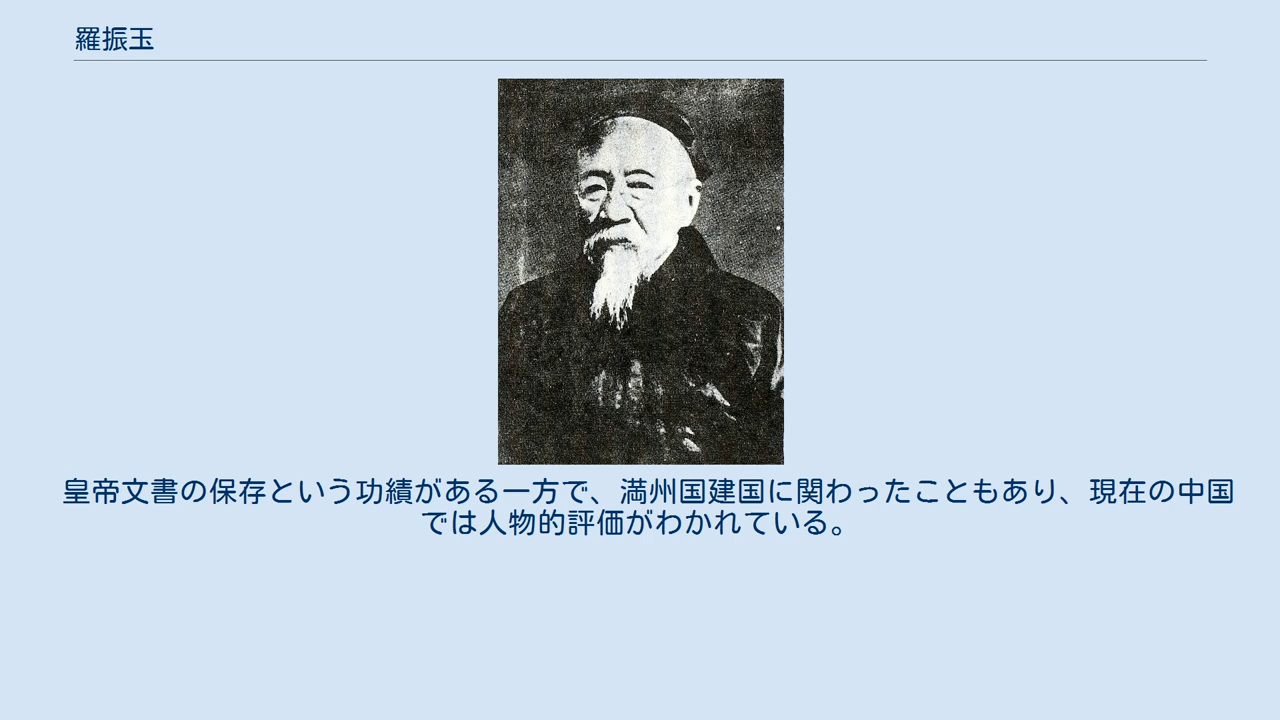 羅振玉
皇帝文書の保存という功績がある一方で、満州国建国に関わったこともあり、現在の中国
では人物的評価がわかれている。